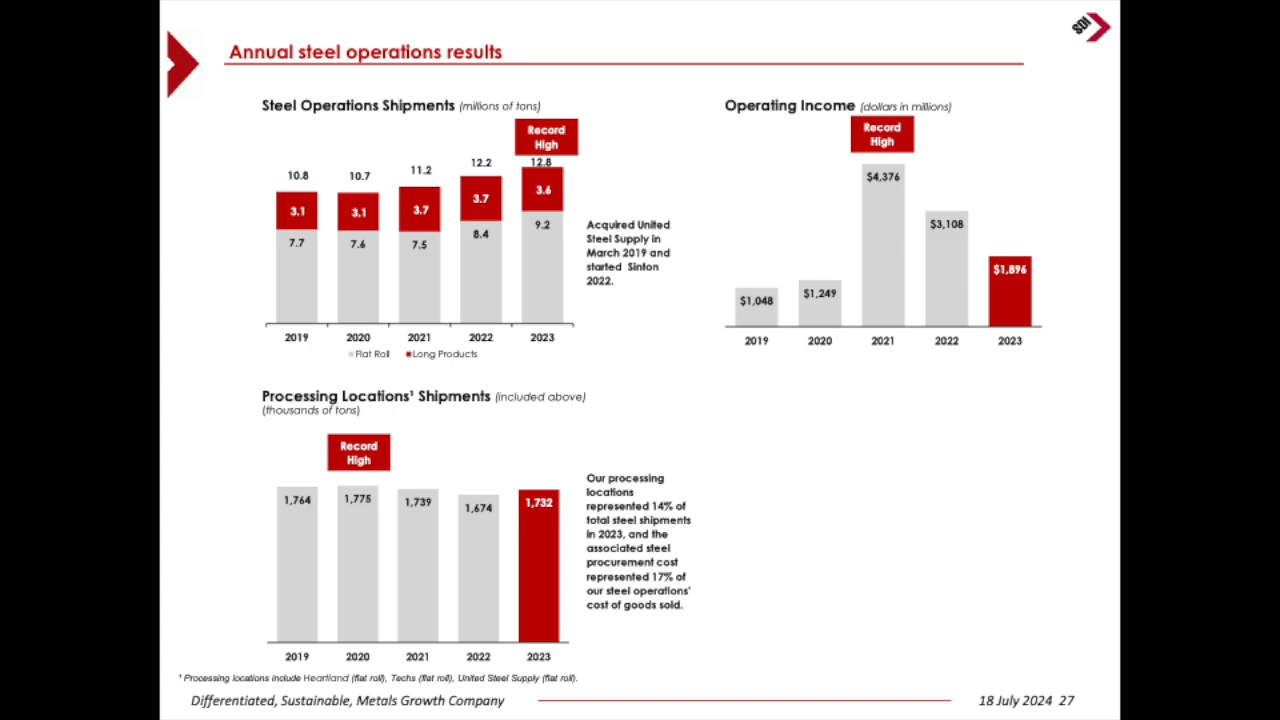 SDI
Annual steel operations results
Steel Operations Shipments (millions of tons)
Record
High
10.8
10.7
11.2
12.2
12.8
3.1
3.1
3.7
3.7
3.6
7.7
7.6
7.5
8.4
9.2
2019
2020
2021
2022
2023
Flat Roll
Long Products
Acquired United
Steel Supply in
March 2019 and
started Sinton
2022.
Operating Income (dollars in millions)
Record
High
$1,048
$1,249
$4,376
$3,108
$1,896
2019
2020
2021
2022
2023
Processing Locations¹ Shipments (included above)
(thousands of tons)
Record
High
1,764
1,775
1,739
1,674
1,732
2019
2020
2021
2022
2023
Our processing
locations
represented 14% of
total steel shipments
in 2023, and the
associated steel
procurement cost
represented 17% of
our steel operations'
cost of goods sold.
¹ Processing locations include Heartland (flat roll), Techs (flat roll), United Steel Supply (flat roll).
Differentiated, Sustainable, Metals Growth Company
18 July 2024 27